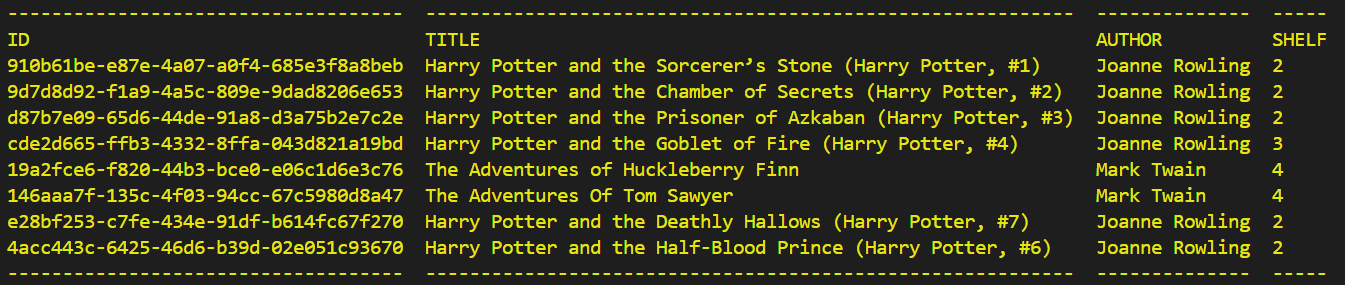 ------------------------------------  -----------------------------------------------------------  --------------  -----
ID                                    TITLE                                                        AUTHOR          SHELF
910b61be-e87e-4a07-a0f4-685e3f8a8beb  Harry Potter and the Sorcerer’s Stone (Harry Potter, #1)     Joanne Rowling  2
9d7d8d92-f1a9-4a5c-809e-9dad8206e653  Harry Potter and the Chamber of Secrets (Harry Potter, #2)   Joanne Rowling  2
d87b7e09-65d6-44de-91a8-d3a75b2e7c2e  Harry Potter and the Prisoner of Azkaban (Harry Potter, #3)  Joanne Rowling  2
cde2d665-ffb3-4332-8ffa-043d821a19bd  Harry Potter and the Goblet of Fire (Harry Potter, #4)       Joanne Rowling  3
19a2fce6-f820-44b3-bce0-e06c1d6e3c76  The Adventures of Huckleberry Finn                           Mark Twain      4
146aaa7f-135c-4f03-94cc-67c5980d8a47  The Adventures Of Tom Sawyer                                 Mark Twain      4
e28bf253-c7fe-434e-91df-b614fc67f270  Harry Potter and the Deathly Hallows (Harry Potter, #7)      Joanne Rowling  2
4acc443c-6425-46d6-b39d-02e051c93670  Harry Potter and the Half-Blood Prince (Harry Potter, #6)    Joanne Rowling  2
------------------------------------  -----------------------------------------------------------  --------------  -----